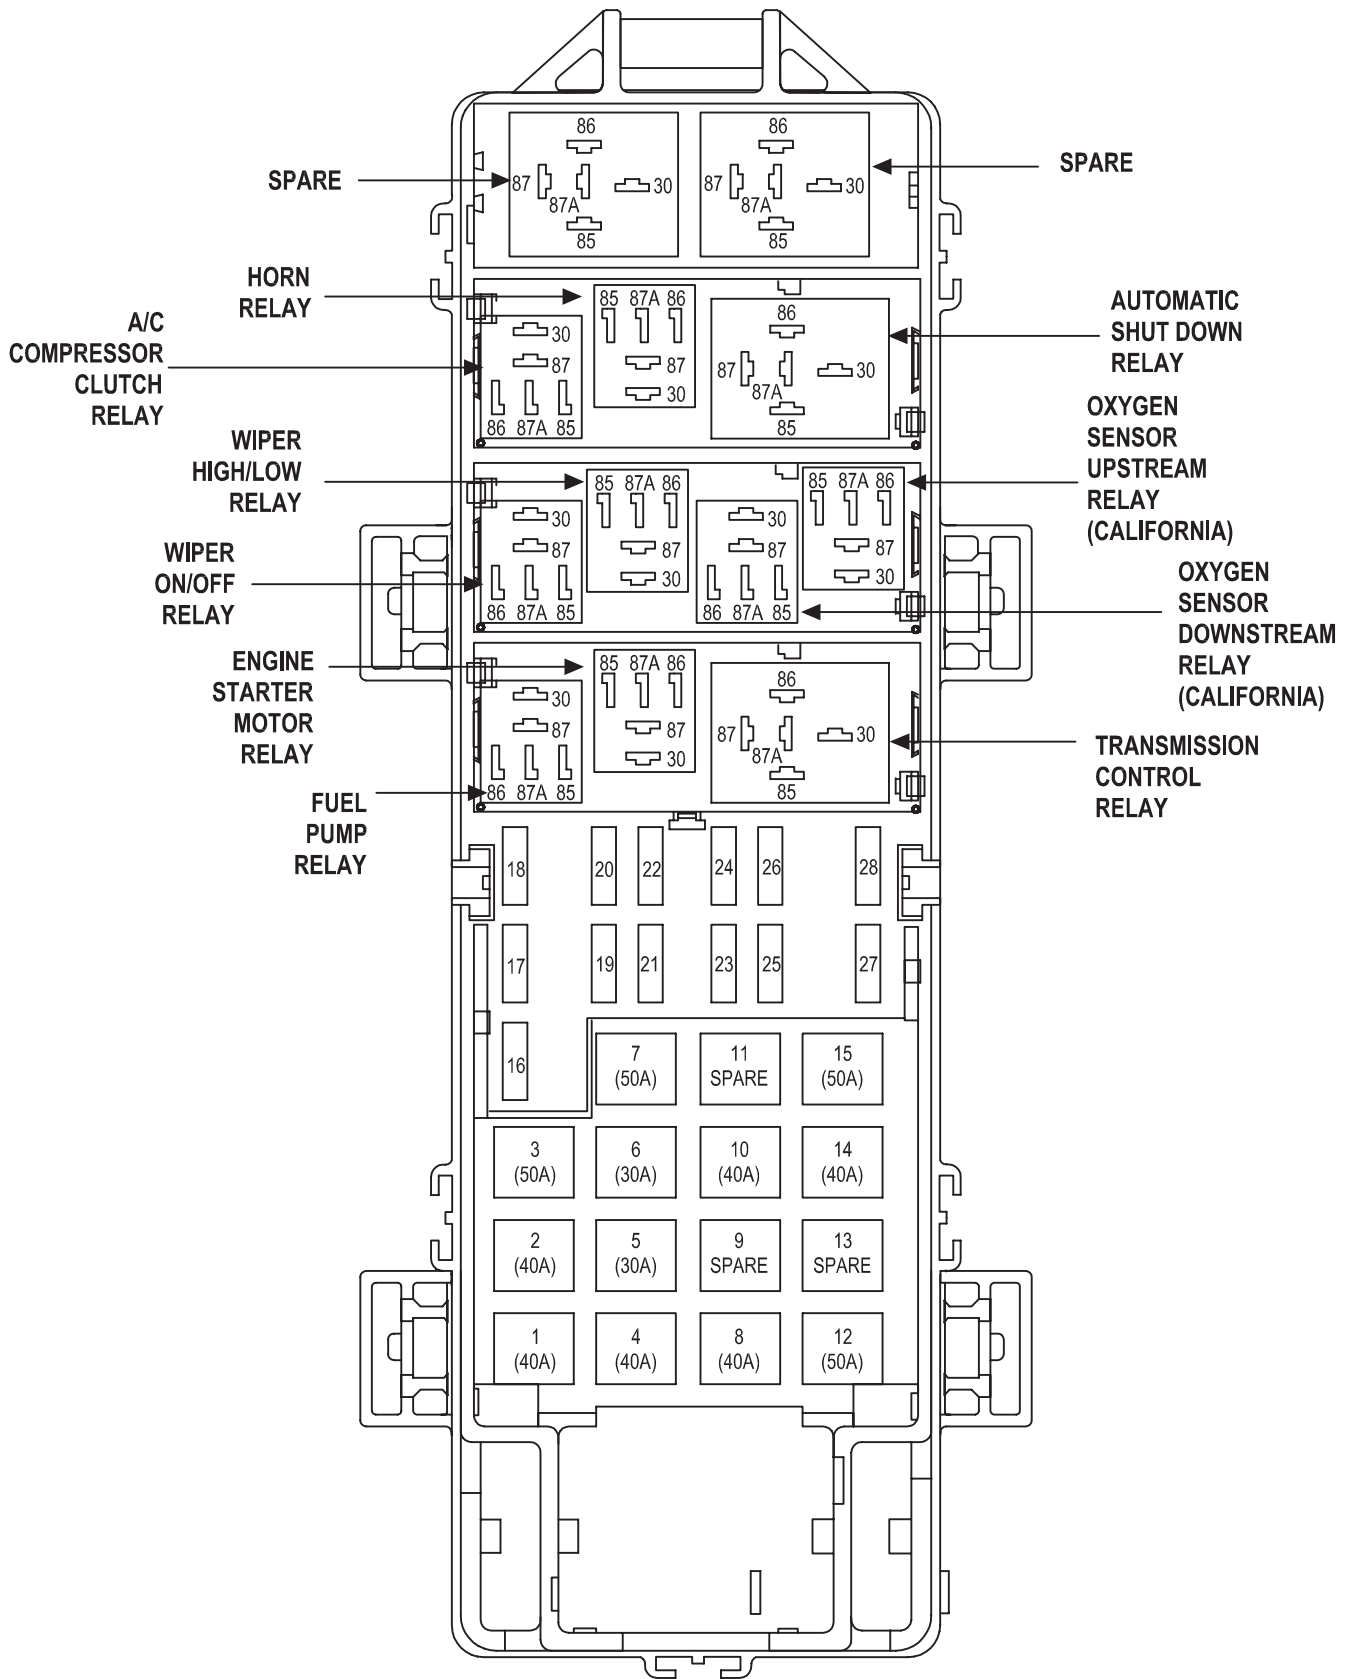 86
86
SPARE
SPARE
87
30
87
30
87A
87A
85
85
HORN
RELAY
85 87A 86
86
AUTOMATIC
SHUT DOWN
RELAY
A/C
COMPRESSOR
CLUTCH
RELAY
30
87
87
87
30
30
87A
86 87A 85
85
OXYGEN
SENSOR
UPSTREAM
RELAY
(CALIFORNIA)
WIPER
HIGH/LOW
RELAY
85 87A 86
85 87A 86
30
30
87
87
87
87
30
30
WIPER
ON/OFF
RELAY
86 87A 85
86 87A 85
OXYGEN
SENSOR
DOWNSTREAM
RELAY
(CALIFORNIA)
ENGINE
STARTER
MOTOR
RELAY
85 87A 86
86
30
87
87
87
30
30
87A
86 87A 85
85
TRANSMISSION
CONTROL
RELAY
FUEL
PUMP
RELAY
18 20 22 24 26 28
17 19 21 23 25 27
16
7
(50A)
11
SPARE
15
(50A)
3
(50A)
6
(30A)
10
(40A)
14
(40A)
2
(40A)
5
(30A)
9
SPARE
13
SPARE
1
(40A)
4
(40A)
8
(40A)
12
(50A)